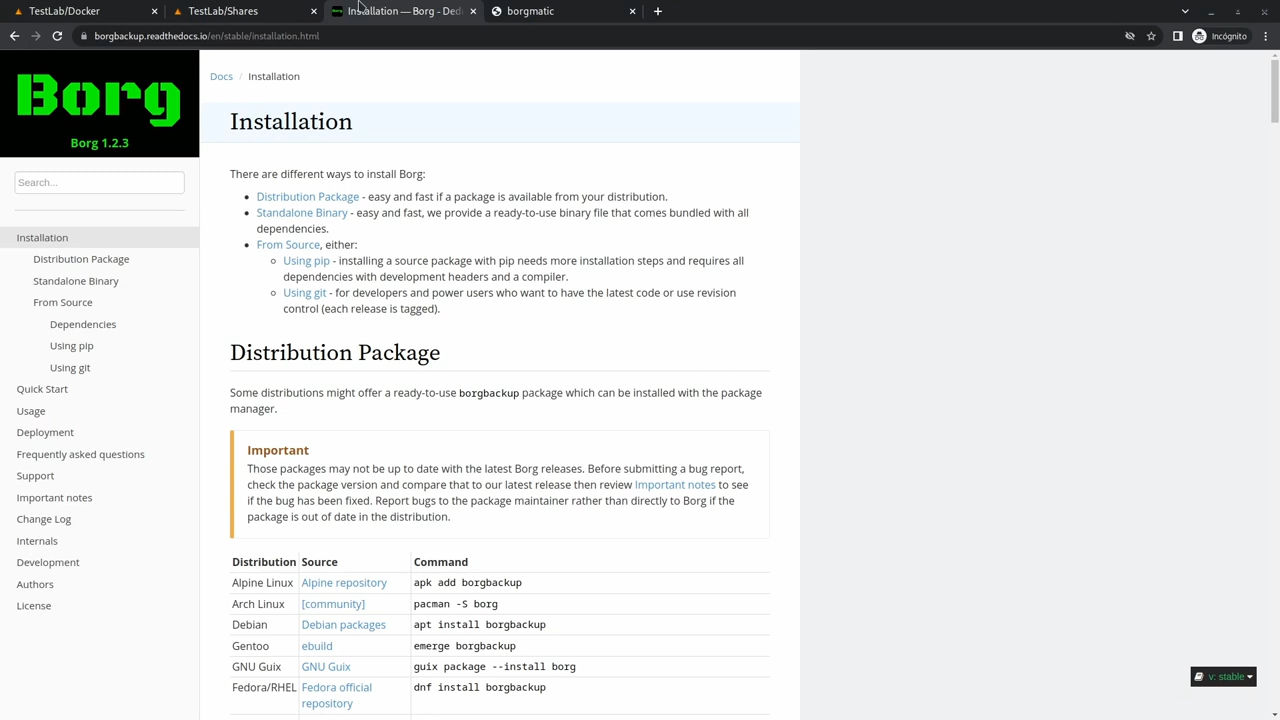 TestLab/Docker
TestLab/Shares
Installation — Borg - Ded
borgmatic
borgbackup.readthedocs.io/en/stable/installation.html
Incógnito
Borg
Borg 1.2.3
Search...
Installation
Distribution Package
Standalone Binary
From Source
Dependencies
Using pip
Using git
Quick Start
Usage
Deployment
Frequently asked questions
Support
Important notes
Change Log
Internals
Development
Authors
License
Docs / Installation
Installation
There are different ways to install Borg:
Distribution Package - easy and fast if a package is available from your distribution.
Standalone Binary - easy and fast, we provide a ready-to-use binary file that comes bundled with all
dependencies.
From Source, either:
Using pip - installing a source package with pip needs more installation steps and requires all
dependencies with development headers and a compiler.
Using git - for developers and power users who want to have the latest code or use revision
control (each release is tagged).
Distribution Package
Some distributions might offer a ready-to-use borgbackup package which can be installed with the package
manager.
Important
Those packages may not be up to date with the latest Borg releases. Before submitting a bug report,
check the package version and compare that to our latest release then review Important notes to see
if the bug has been fixed. Report bugs to the package maintainer rather than directly to Borg if the
package is out of date in the distribution.
Distribution Source Command
Alpine Linux Alpine repository apk add borgbackup
Arch Linux [community] pacman -S borg
Debian Debian packages apt install borgbackup
Gentoo ebuild emerge borgbackup
GNU Guix GNU Guix guix package --install borg
Fedora/RHEL Fedora official dnf install borgbackup
repository
v: stable